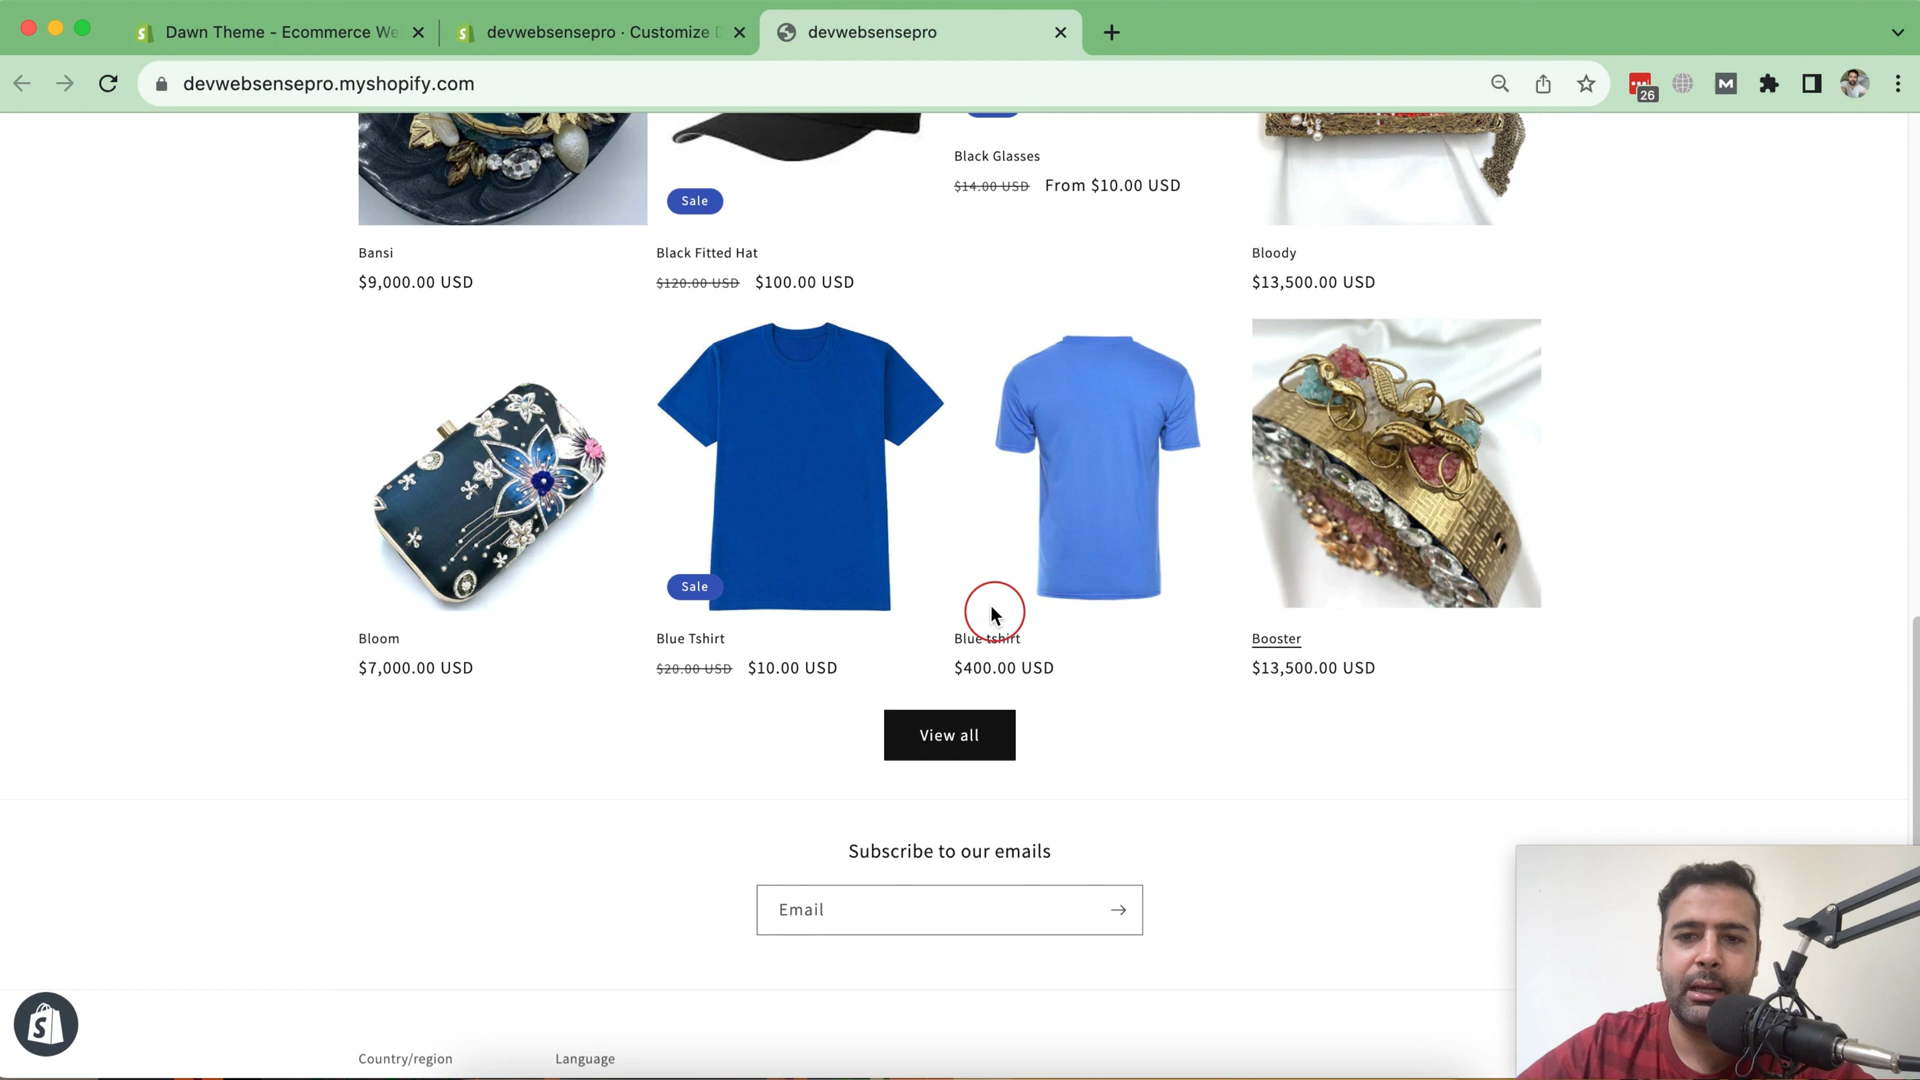 Dawn Theme - Ecommerce We
devwebsensepro · Customize D
devwebsensepro
devwebsensepro.myshopify.com
26
Black Glasses
$14.00 USD From $10.00 USD
Sale
Bansi
$9,000.00 USD
Black Fitted Hat
$120.00 USD $100.00 USD
Bloody
$13,500.00 USD
Sale
Bloom
$7,000.00 USD
Blue Tshirt
$20.00 USD $10.00 USD
Blue tshirt
$400.00 USD
Booster
$13,500.00 USD
View all
Subscribe to our emails
Email
Country/region
Language